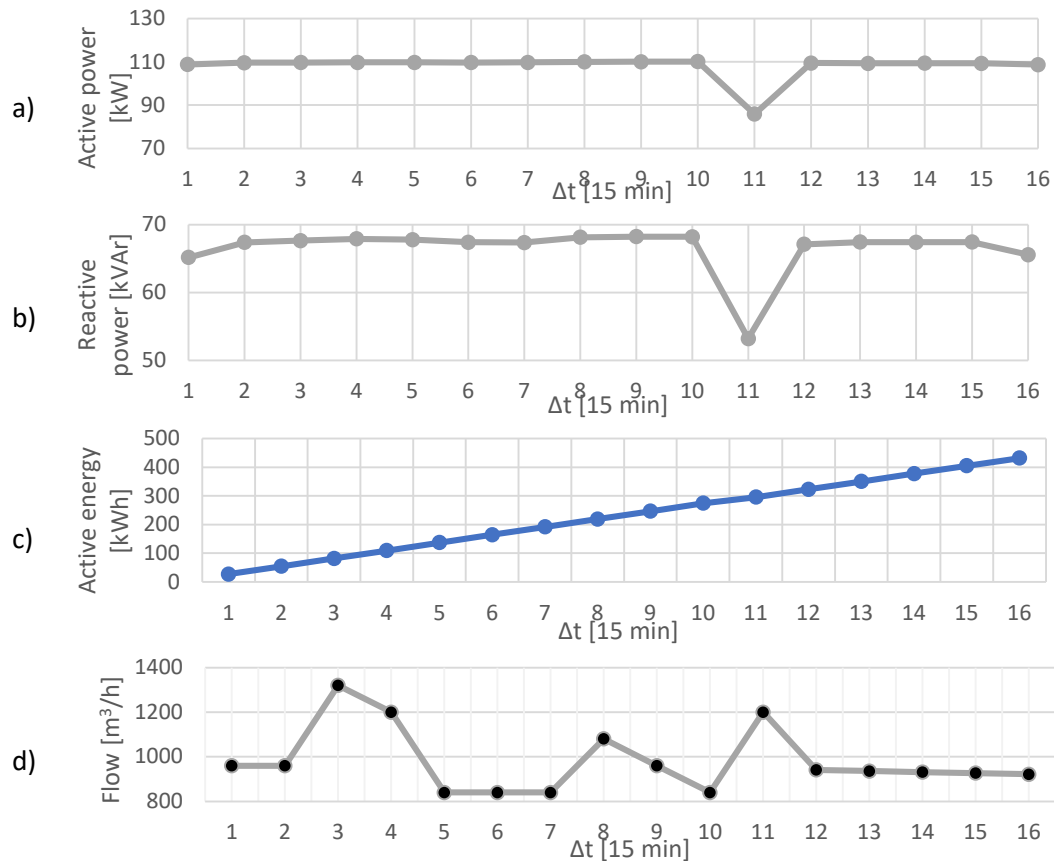 a)
Active power
[kW]
130
110
90
70
1 2 3 4 5 6 7 8 9 10 11 12 13 14 15 16
Δt [15 min]
b)
Reactive
power [kVAr]
70
60
50
1 2 3 4 5 6 7 8 9 10 11 12 13 14 15 16
Δt [15 min]
c)
Active energy
[kWh]
500
400
300
200
100
0
1 2 3 4 5 6 7 8 9 10 11 12 13 14 15 16
Δt [15 min]
d)
Flow [m³/h]
1400
1200
1000
800
1 2 3 4 5 6 7 8 9 10 11 12 13 14 15 16
Δt [15 min]